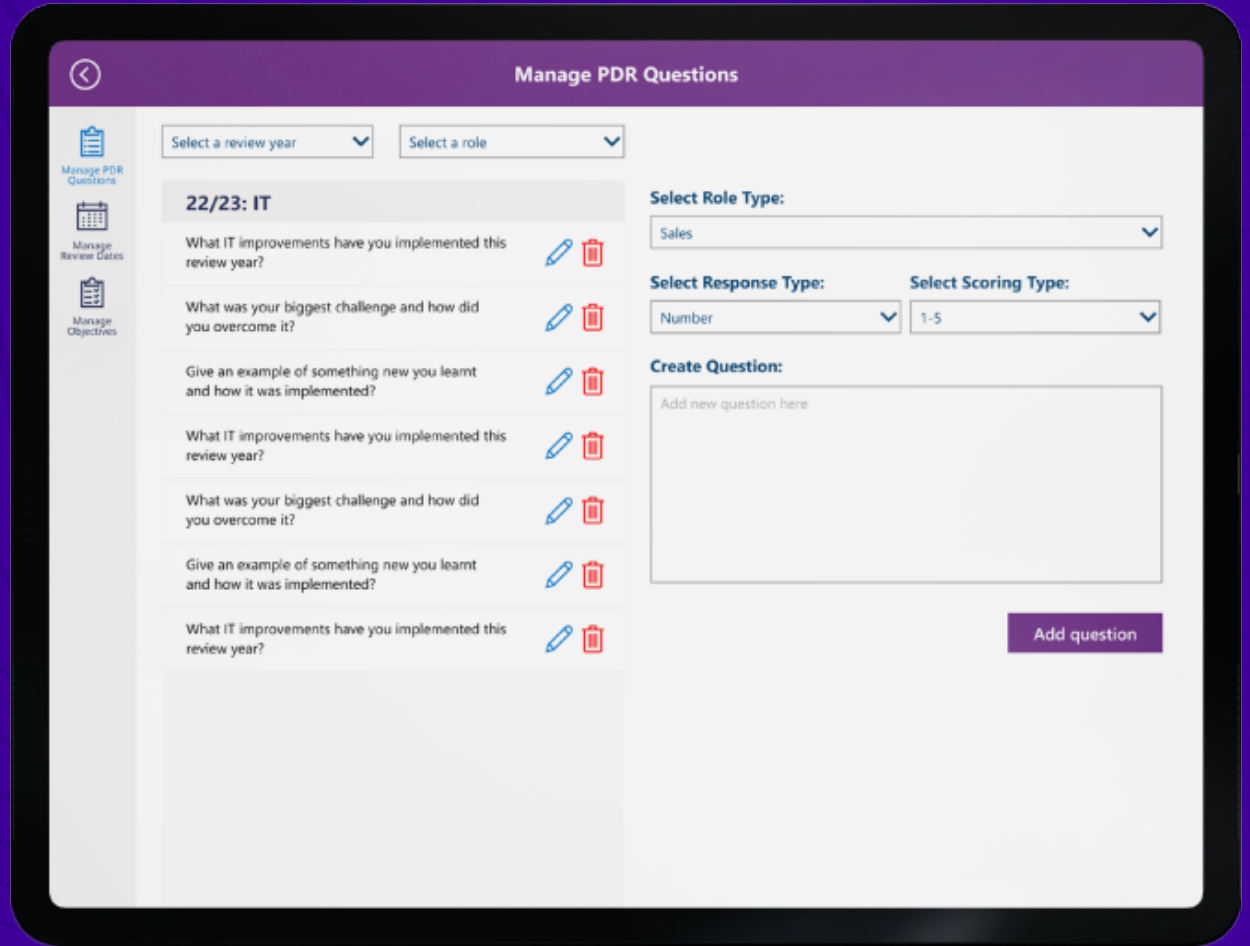 Manage PDR Questions
Manage PDR
Questions
Manage
Review Dates
Manage
Objectives
Select a review year
Select a role
22/23: IT
What IT improvements have you implemented this
review year?
What was your biggest challenge and how did
you overcome it?
Give an example of something new you learnt
and how it was implemented?
What IT improvements have you implemented this
review year?
What was your biggest challenge and how did
you overcome it?
Give an example of something new you learnt
and how it was implemented?
What IT improvements have you implemented this
review year?
Select Role Type:
Sales
Select Response Type:
Select Scoring Type:
Number
1-5
Create Question:
Add new question here
Add question